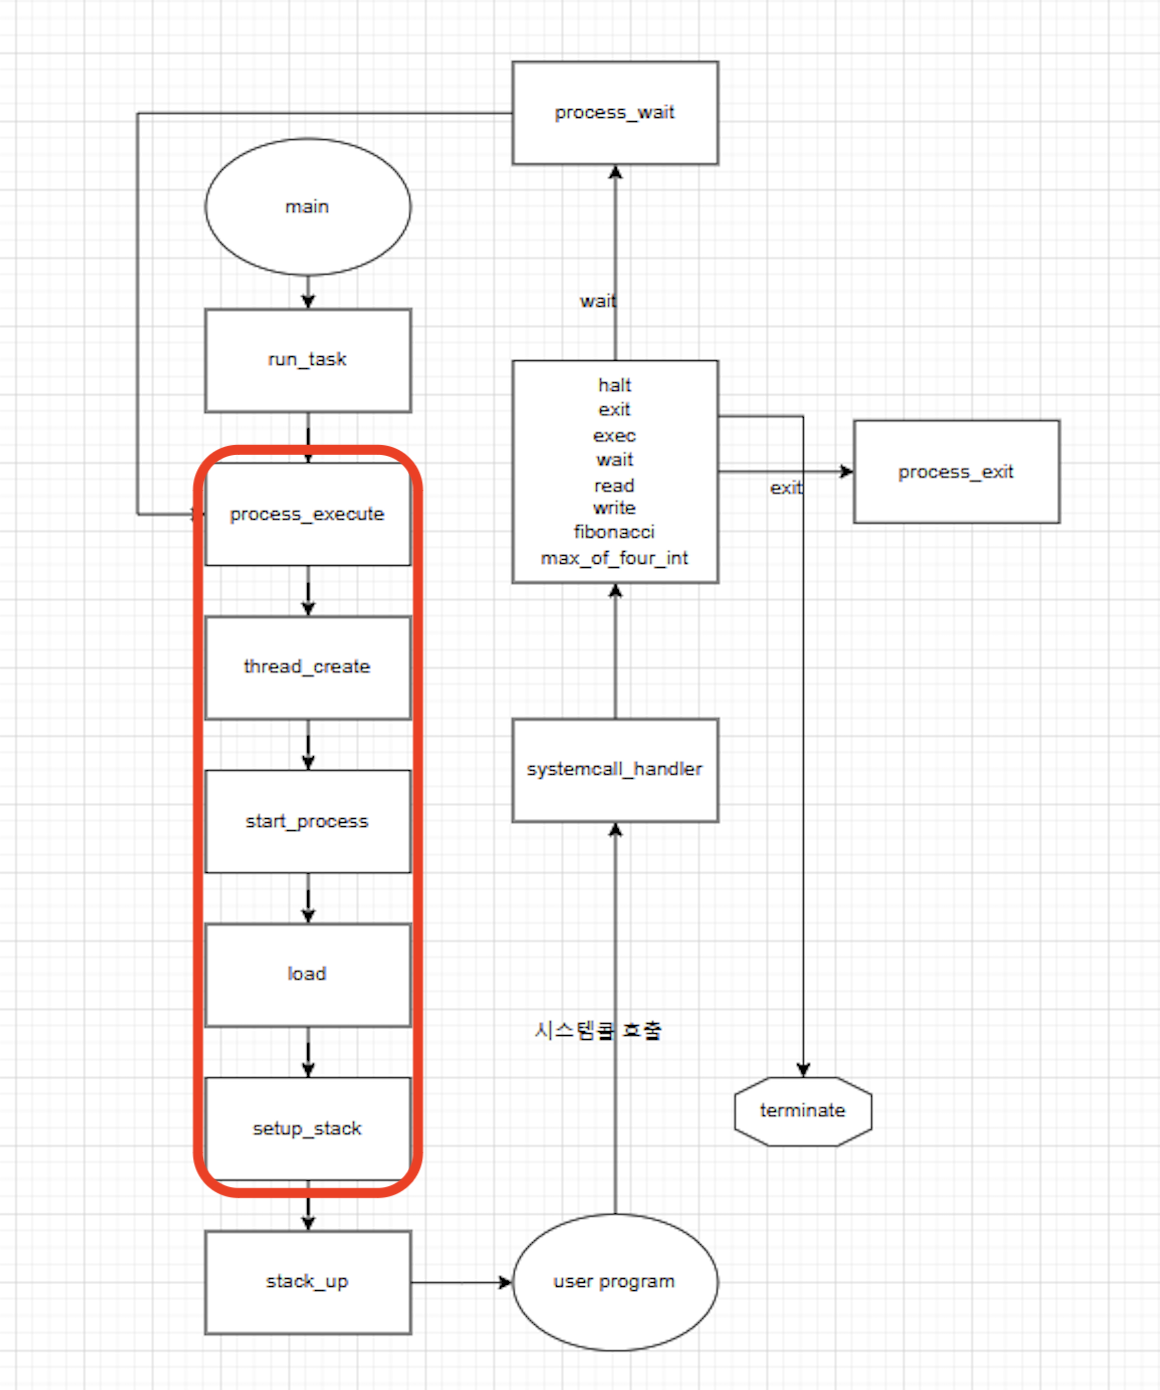 process_wait
main
wait
run_task
halt
exit
exec
wait
read
write
fibonacci
max_of_four_int
process_exit
exit
process_execute
thread_create
systemcall_handler
start_process
load
시스템콜 호출
terminate
setup_stack
stack_up
user program